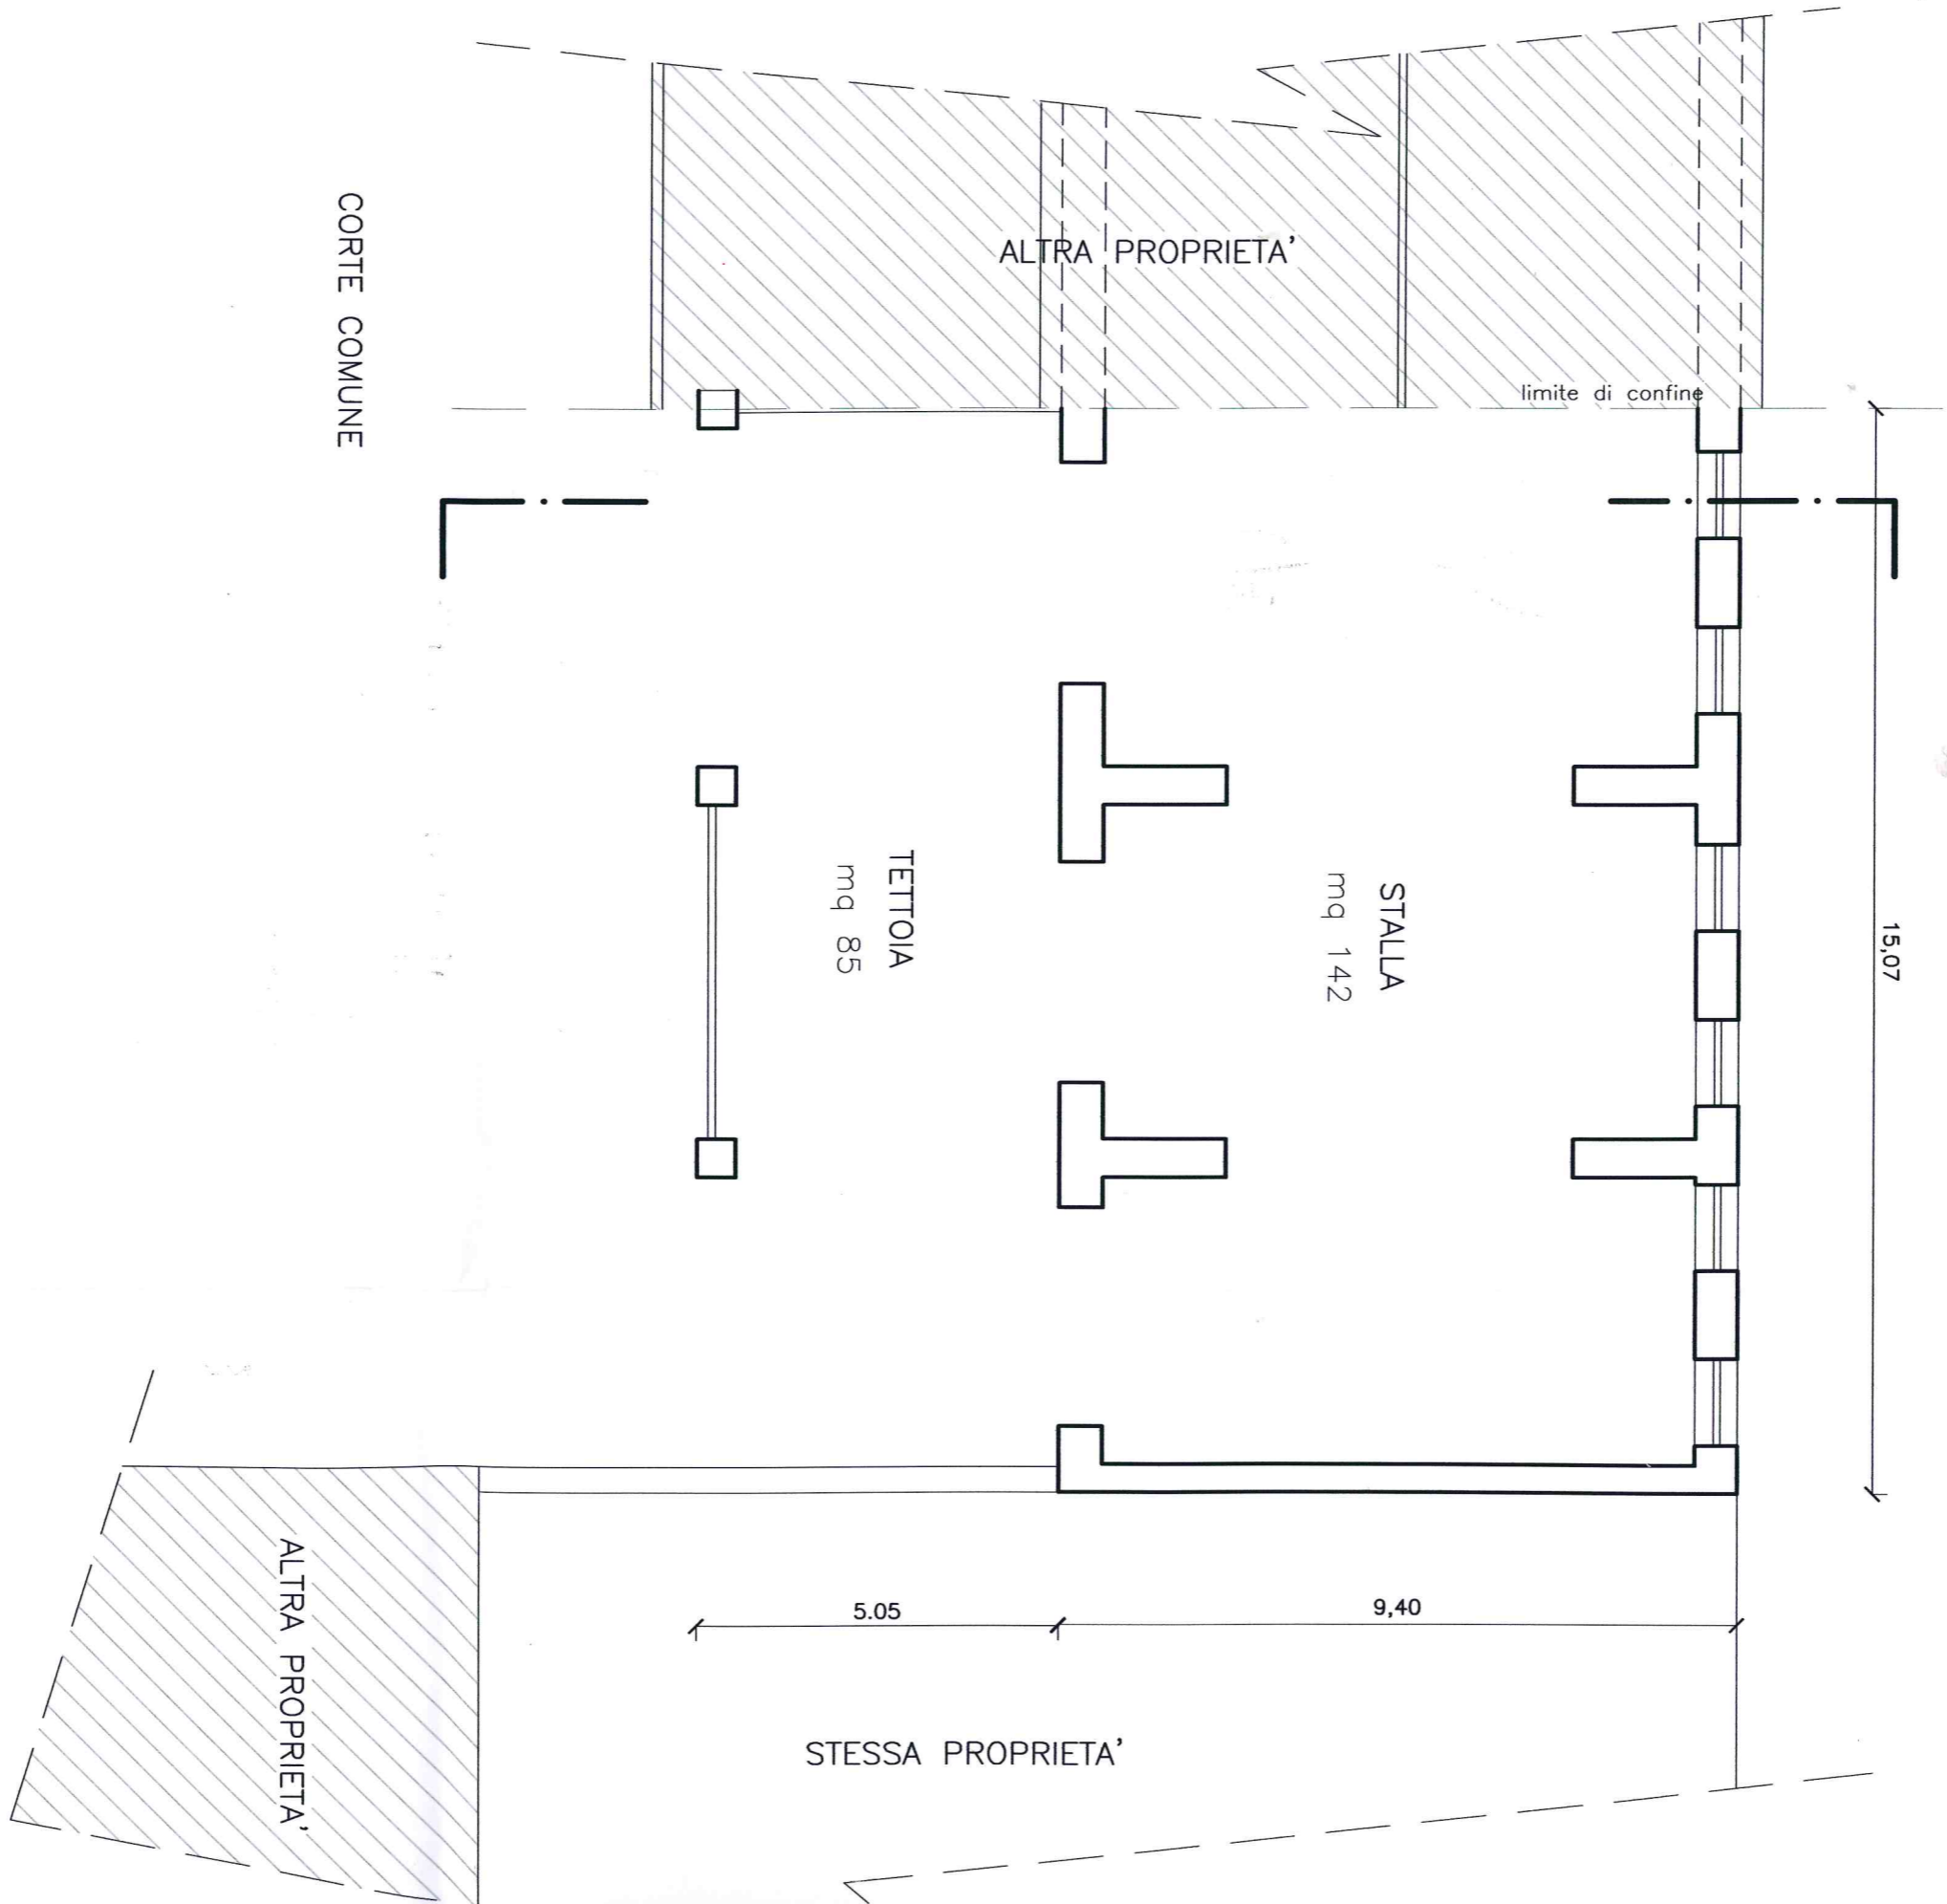 ALTRA PROPRIETA'
CORTE COMUNE
limite di confine
15,07
TETTOIA
mq 85
STALLA
mq 142
5.05
9,40
ALTRA PROPRIETA'
STESSA PROPRIETA'